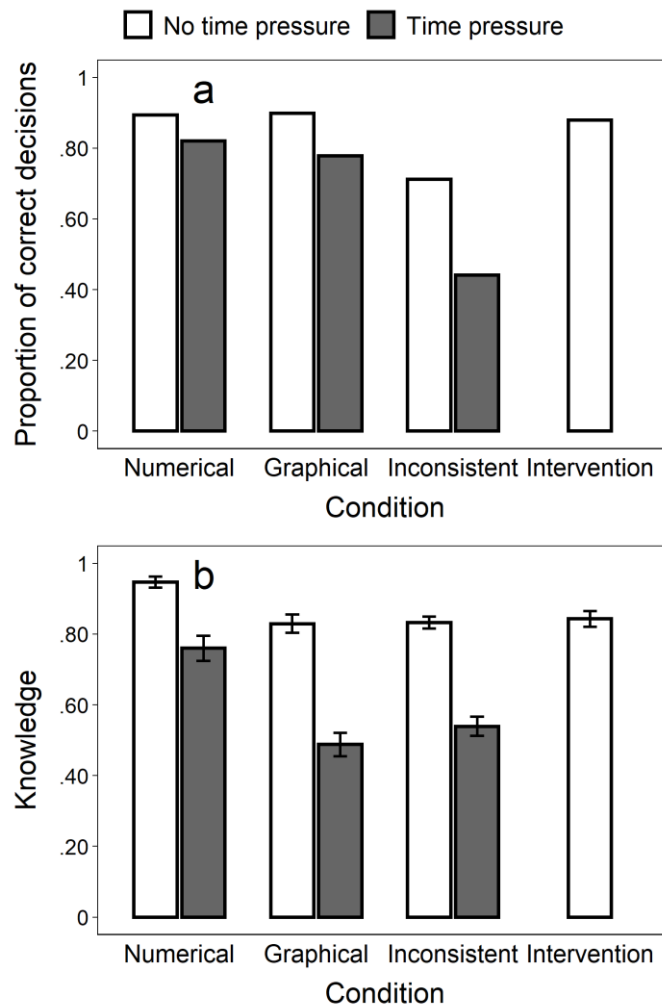 No time pressure Time pressure
a
Proportion of correct decisions
1
.80
.60
.40
.20
0
Numerical Graphical Inconsistent Intervention
Condition
b
Knowledge
1
.80
.60
.40
.20
0
Numerical Graphical Inconsistent Intervention
Condition